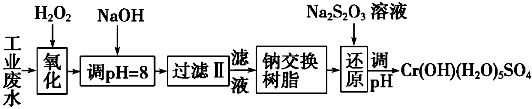 H₂O₂
NaOH
Na₂S₂O₃ 溶液
工业废水
氧化
调pH=8
过滤Ⅱ
滤液
钠交换树脂
还原
调pH
Cr(OH)(H₂O)₅SO₄